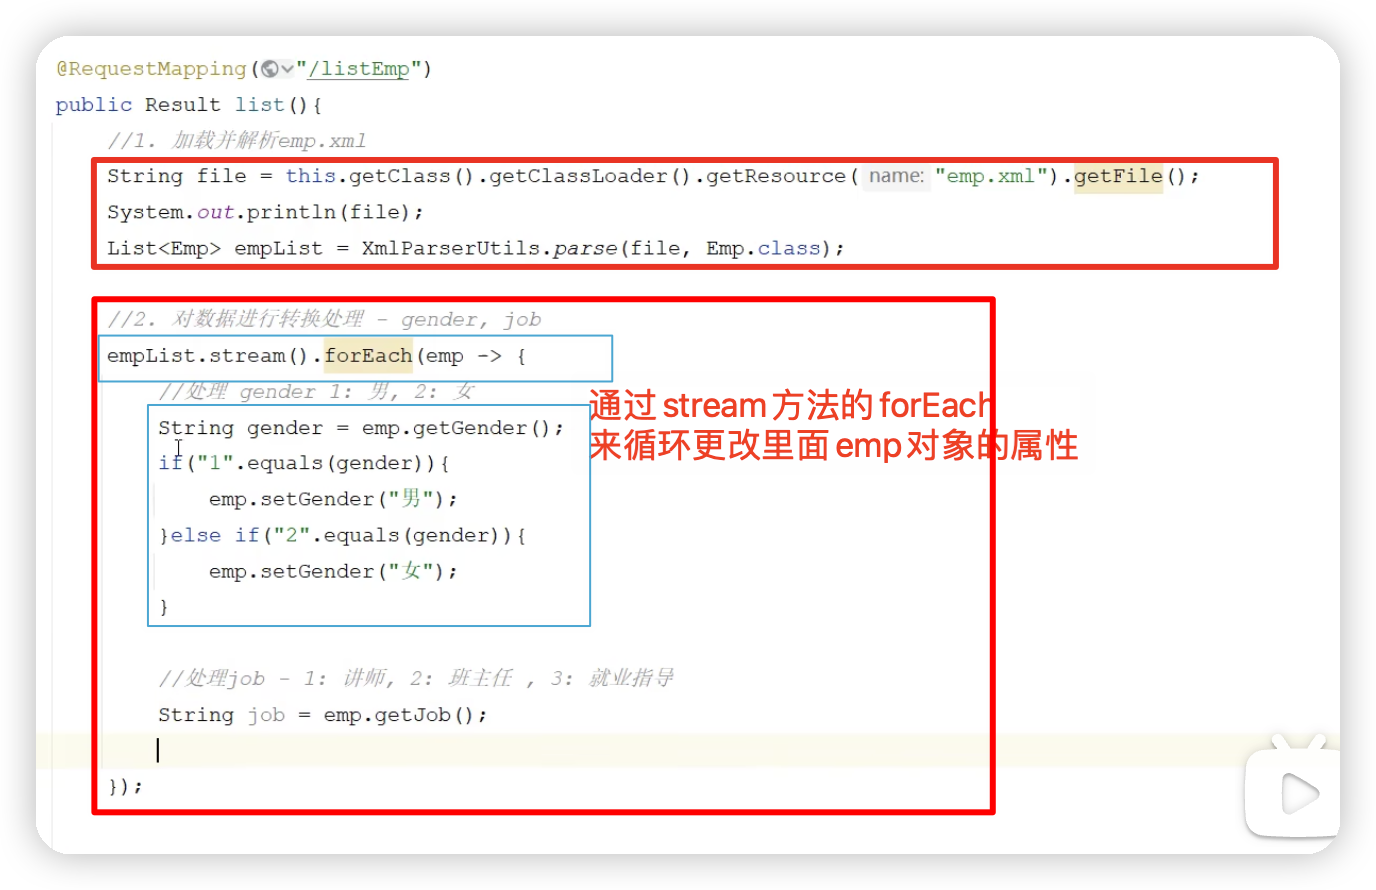 @RequestMapping("/listEmp")
public Result list(){
//1. 加载并解析emp.xml
String file = this.getClass().getClassLoader().getResource( name: "emp.xml").getFile();
System.out.println(file);
List<Emp> empList = XmlParserUtils.parse(file, Emp.class);
//2. 对数据进行转换处理 - gender, job
empList.stream().forEach(emp -> {
//处理 gender 1: 男, 2: 女
String gender = emp.getGender();
if("1".equals(gender)){
emp.setGender("男");
}else if("2".equals(gender)){
emp.setGender("女");
}
通过 stream 方法的 forEach
来循环更改里面 emp 对象的属性
//处理job - 1: 讲师, 2: 班主任 , 3: 就业指导
String job = emp.getJob();
});